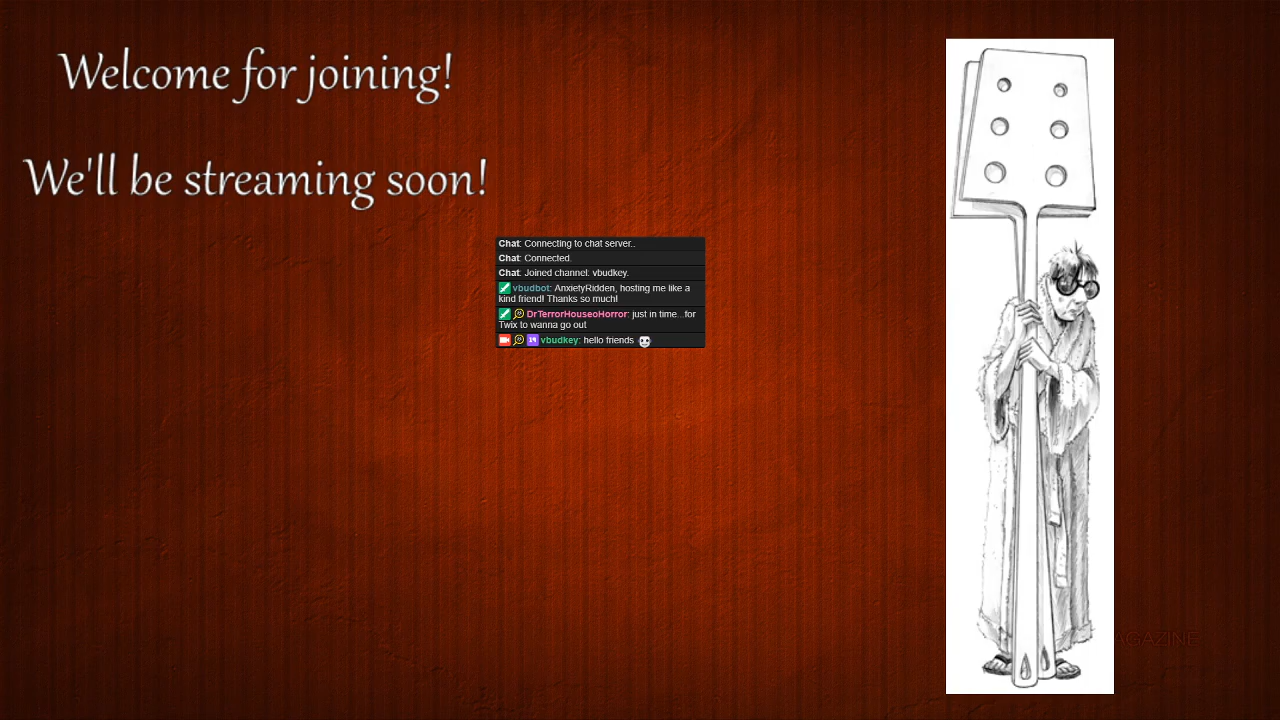 Welcome for joining!
We'll be streaming soon!
Chat: Connecting to chat server..
Chat: Connected.
Chat: Joined channel: vbudkey.
vbudbot: AnxietyRidden, hosting me like a
kind friend! Thanks so much!
DrTerrorHouseoHorror: just in time...for
Twix to wanna go out
vbudkey: hello friends
AGAZINE